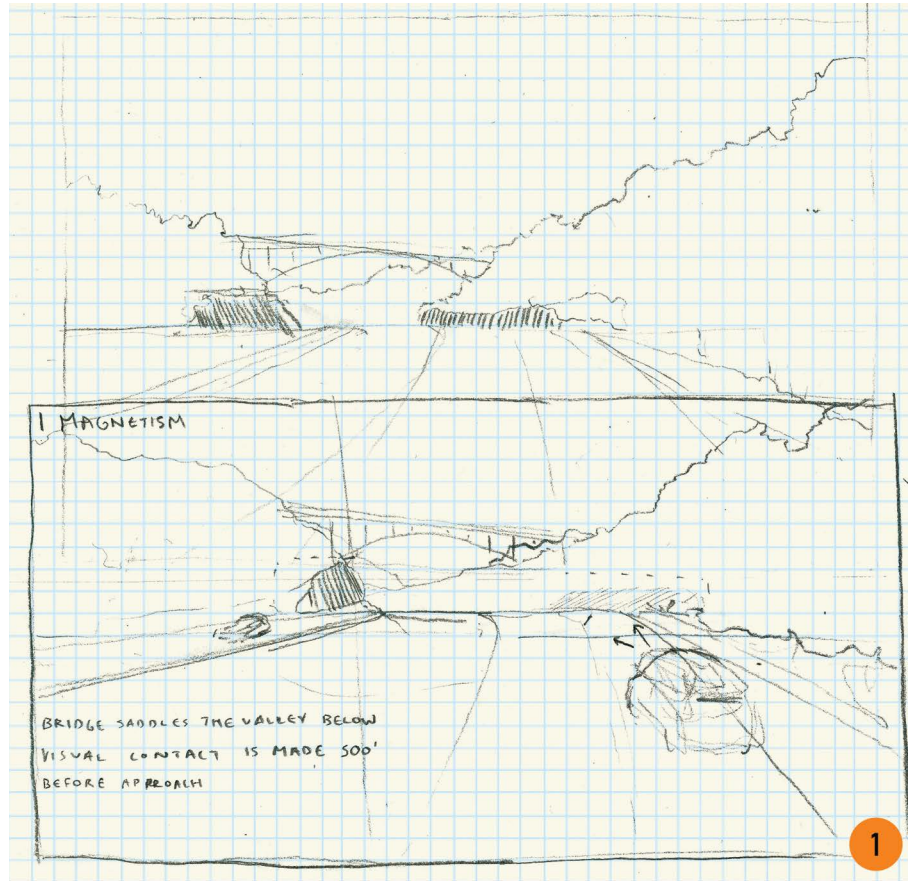 1 MAGNETISM
BRIDGE SADDLES THE VALLEY BELOW
VISUAL CONTACT IS MADE 500'
BEFORE APPROACH
1